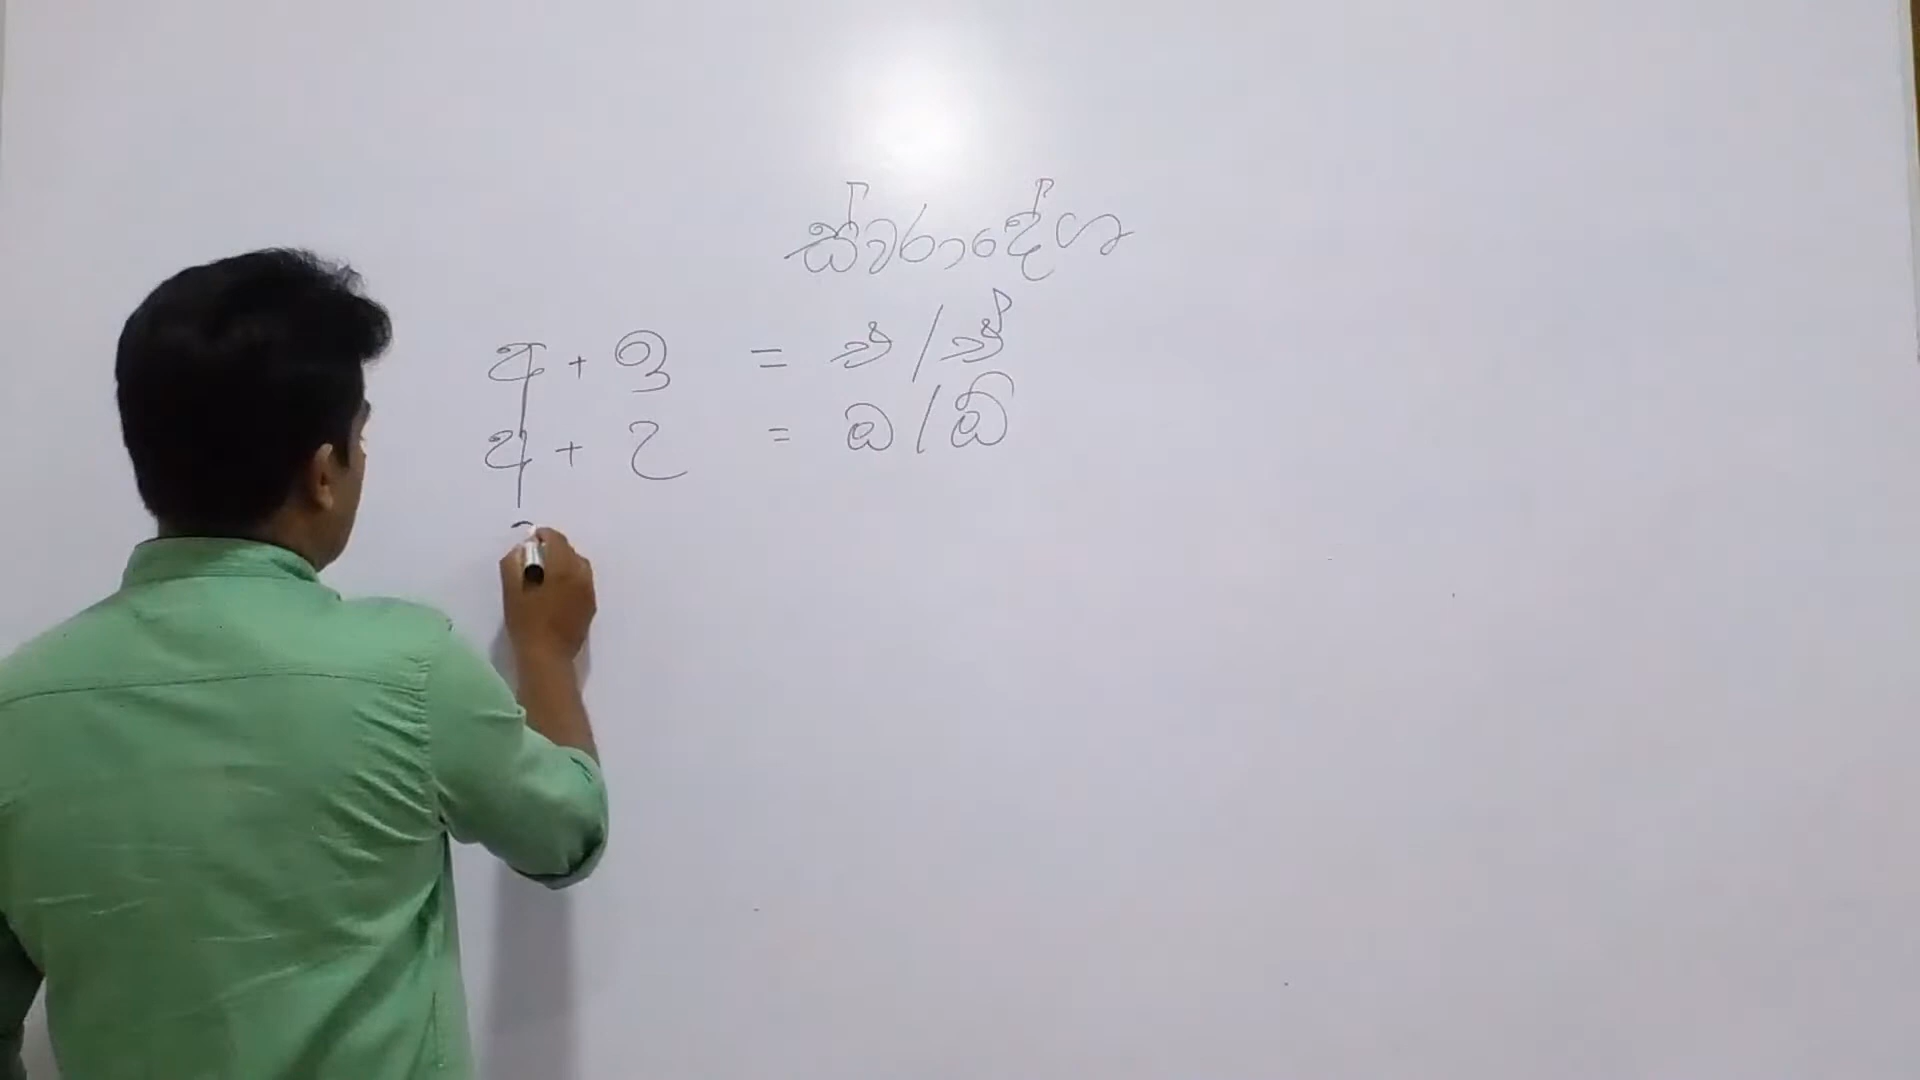 ස්වරාදේශ
අ + ඉ = එ / ඒ
අ + උ = ඔ / ඕ